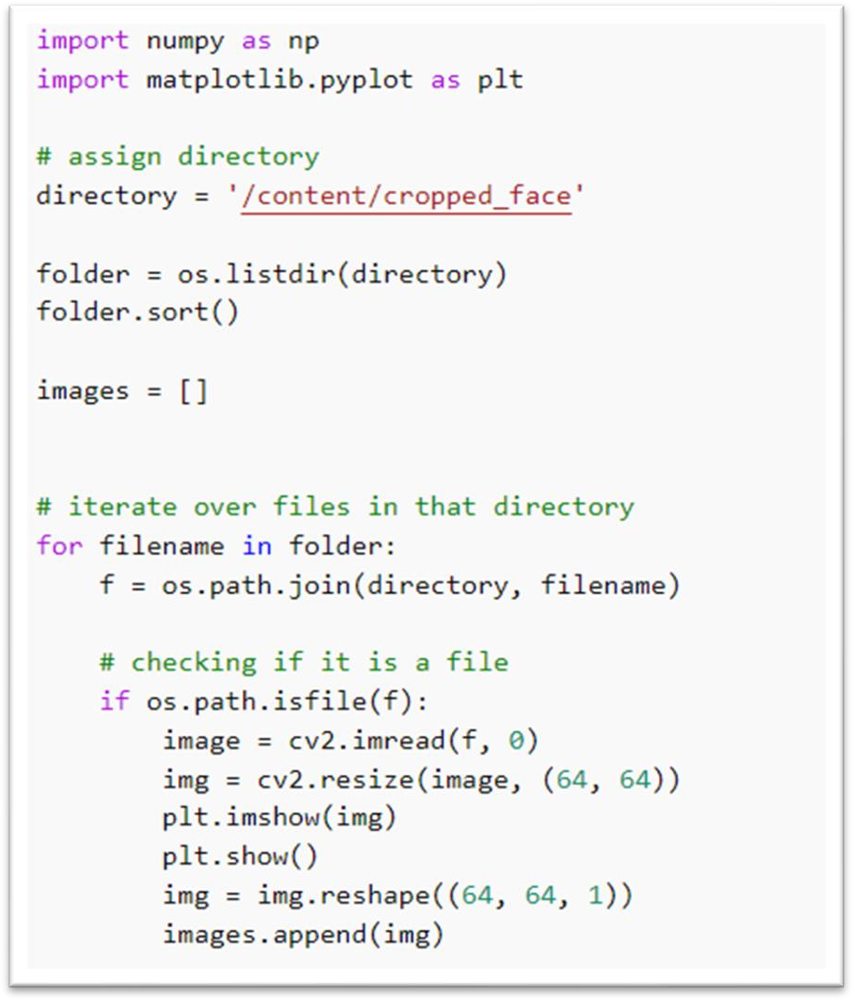 import numpy as np
import matplotlib.pyplot as plt
# assign directory
directory = '/content/cropped_face'
folder = os.listdir(directory)
folder.sort()
images = []
# iterate over files in that directory
for filename in folder:
    f = os.path.join(directory, filename)
    # checking if it is a file
    if os.path.isfile(f):
        image = cv2.imread(f, 0)
        img = cv2.resize(image, (64, 64))
        plt.imshow(img)
        plt.show()
        img = img.reshape((64, 64, 1))
        images.append(img)